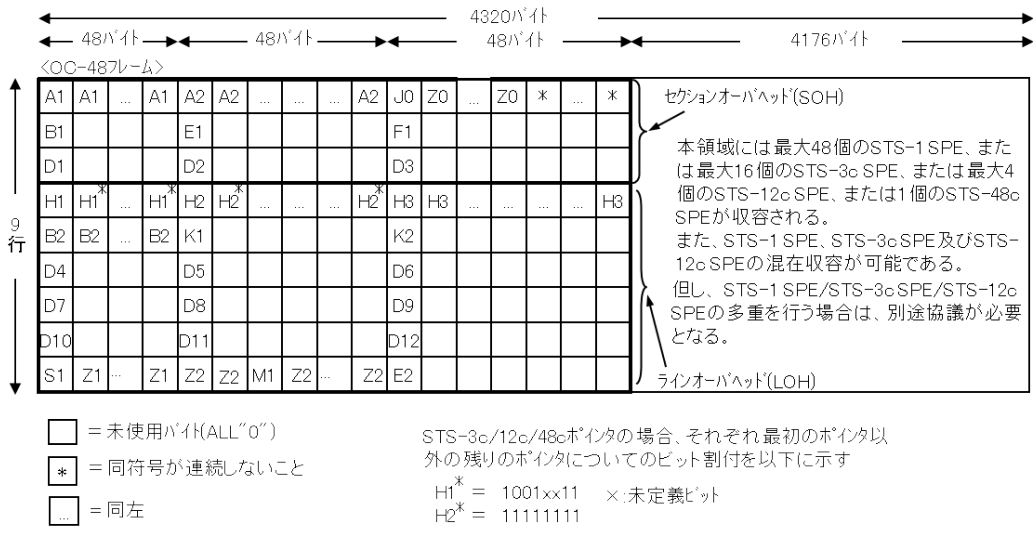 4320バイト
48バイト 48バイト 48バイト 4176バイト
<OC-48フレーム>
A1 A1 ... A1 A2 A2 ... ... ... A2 J0 Z0 ... Z0 * ... *
B1 E1 F1
D1 D2 D3
H1 H1* ... H1* H2 H2* ... ... ... H2* H3 H3 ... ... ... ... H3
B2 B2 ... B2 K1 K2
D4 D5 D6
D7 D8 D9
D10 D11 D12
S1 Z1 ... Z1 Z2 Z2 M1 Z2 ... Z2 E2
9
行
セクションオーバヘッド(SOH)
本領域には最大48個のSTS-1 SPE、また
は最大16個のSTS-3c SPE、または最大4
個のSTS-12c SPE、または1個のSTS-48c
SPEが収容される。
また、STS-1 SPE、STS-3c SPE及びSTS-
12c SPEの混在収容が可能である。
但し、STS-1 SPE/STS-3c SPE/STS-12c
SPEの多重を行う場合は、別途協議が必要
となる。
ラインオーバヘッド(LOH)
=未使用バイト(ALL"0")
* =同符号が連続しないこと
... =同左
STS-3c/12c/48cポインタの場合、それぞれ最初のポインタ以
外の残りのポインタについてのビット割付を以下に示す
H1* = 1001xx11 ×:未定義ビット
H2* = 11111111